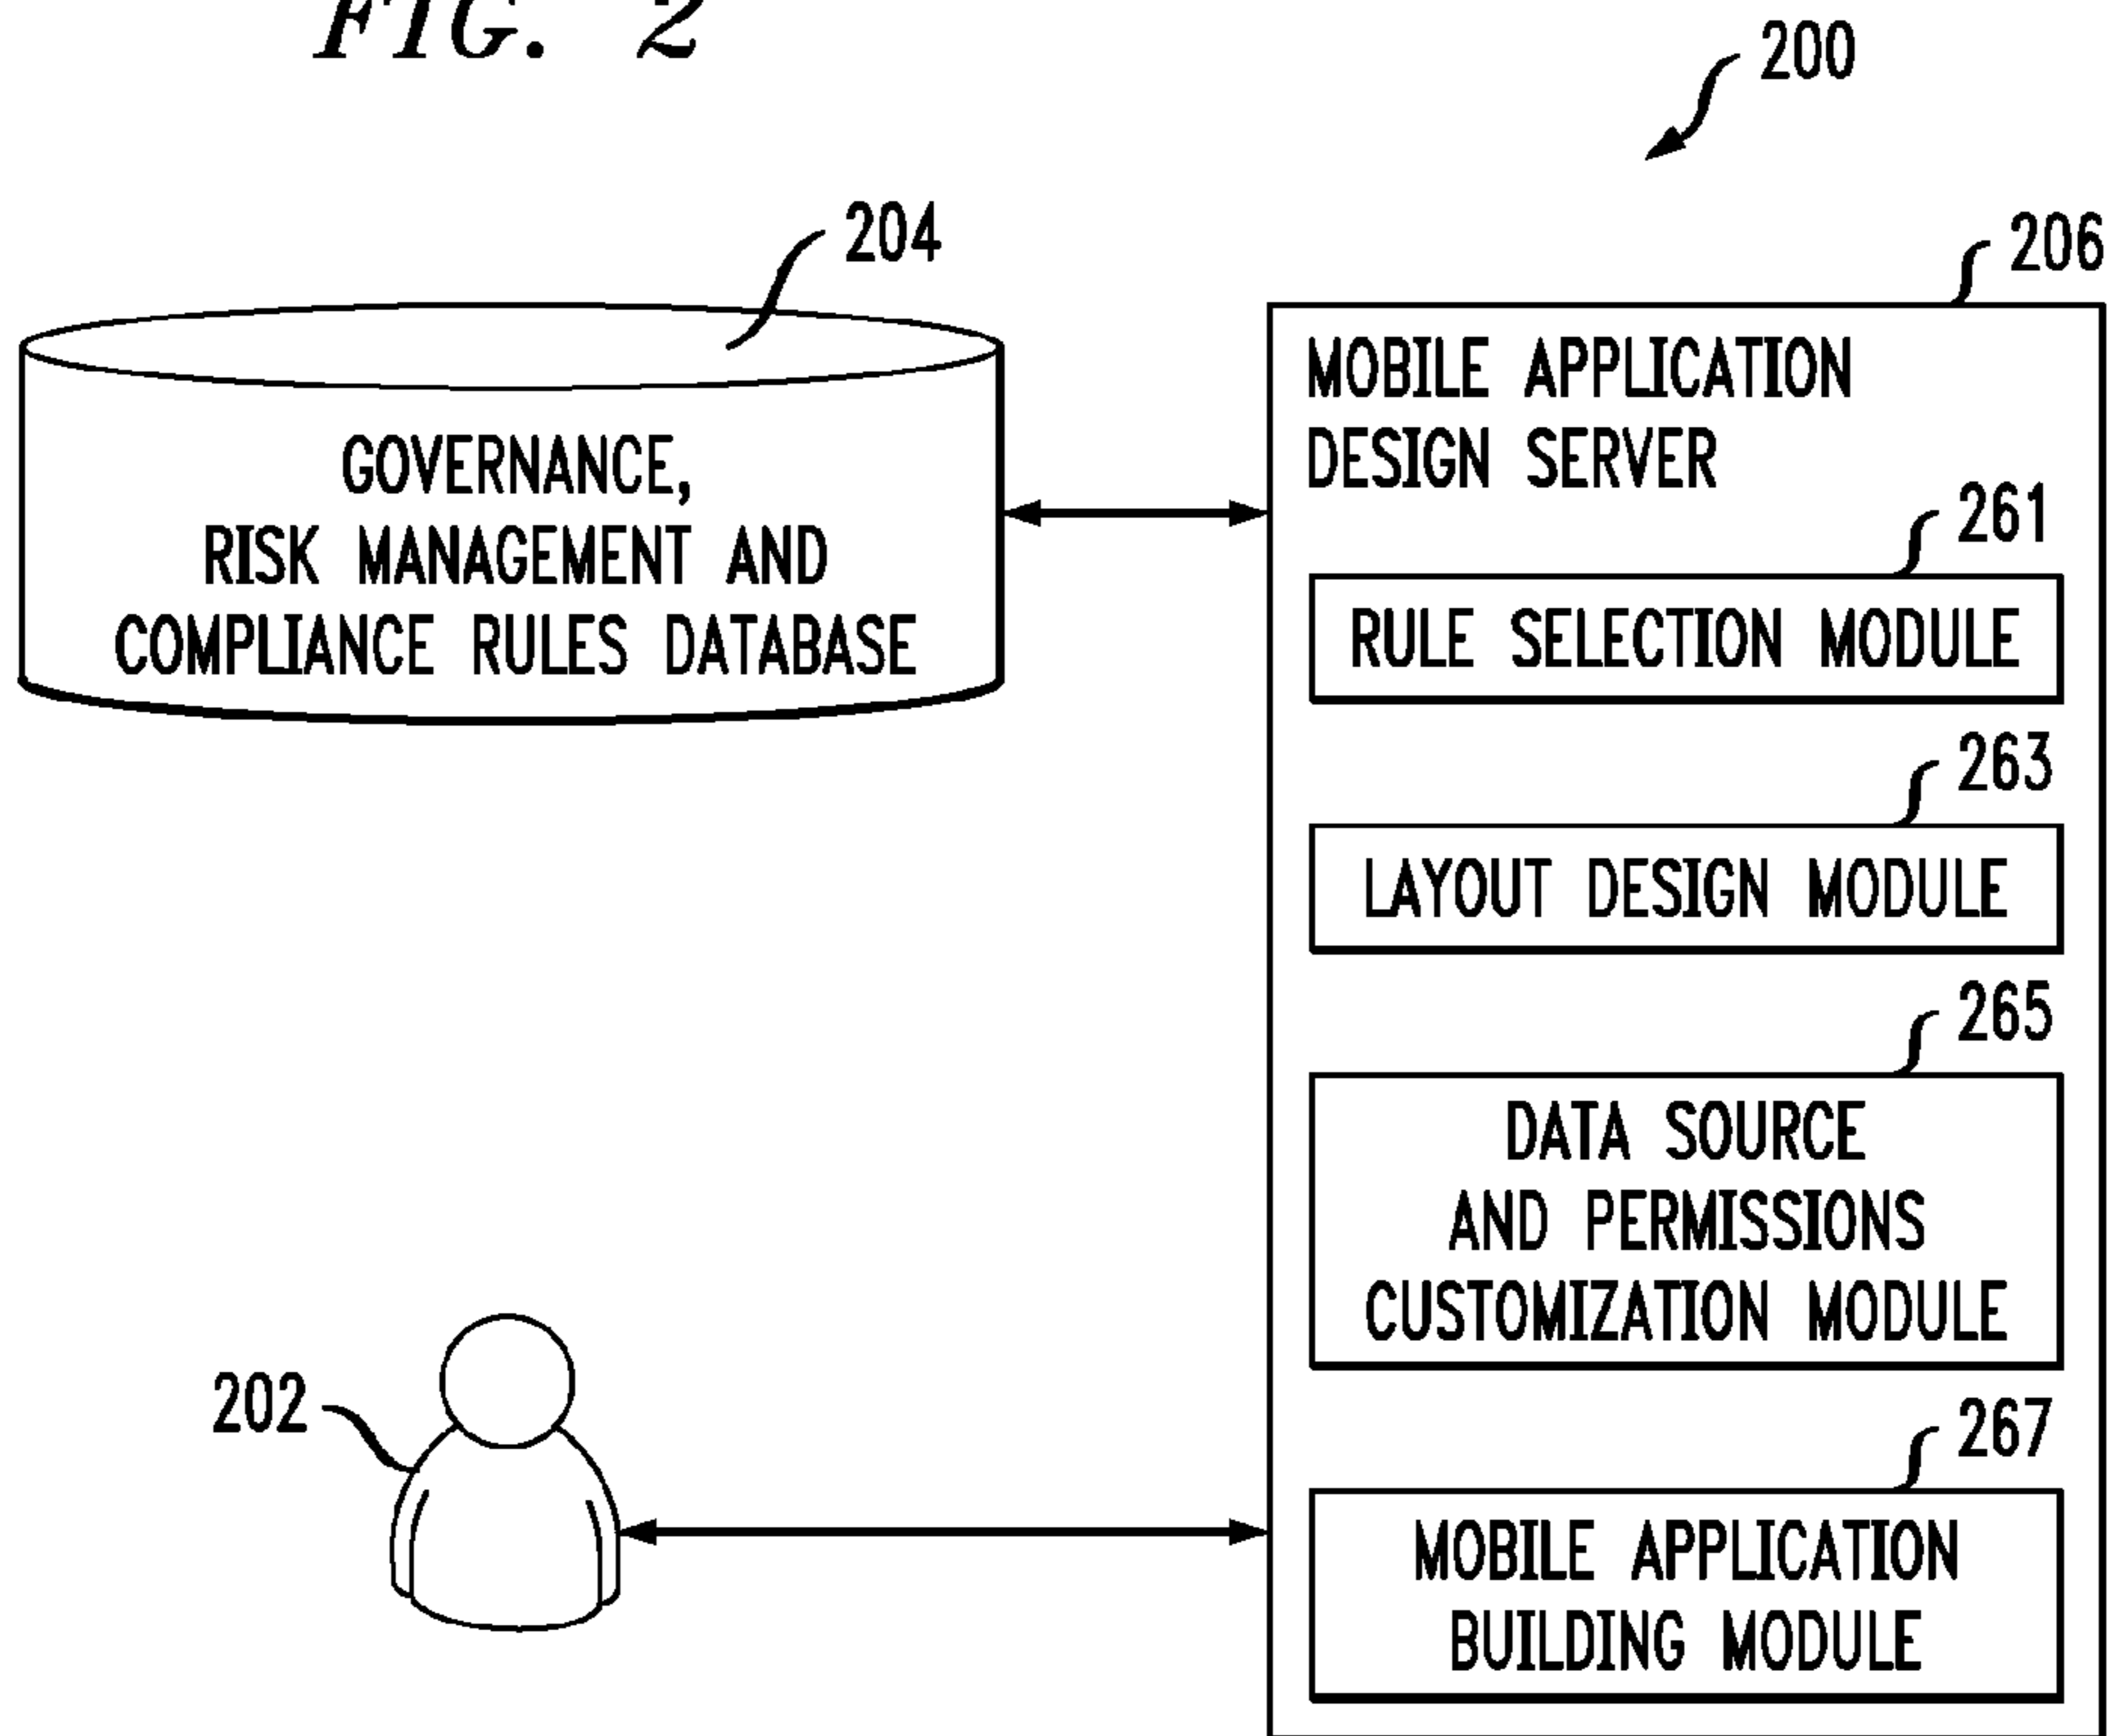 FIG. 2
200
204
206
GOVERNANCE,
RISK MANAGEMENT AND
COMPLIANCE RULES DATABASE
MOBILE APPLICATION
DESIGN SERVER
261
RULE SELECTION MODULE
263
LAYOUT DESIGN MODULE
265
DATA SOURCE
AND PERMISSIONS
CUSTOMIZATION MODULE
202
267
MOBILE APPLICATION
BUILDING MODULE